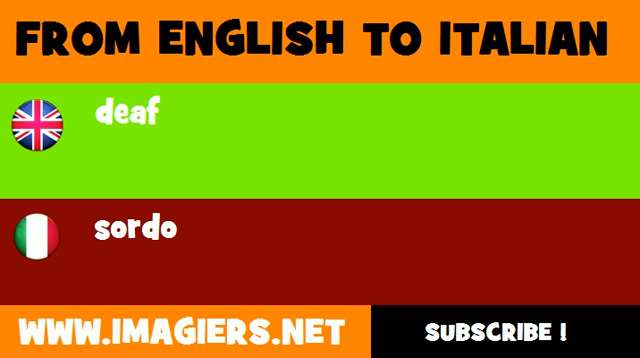 FROM ENGLISH TO ITALIAN
deaf
sordo
WWW.IMAGIERS.NET
SUBSCRIBE !